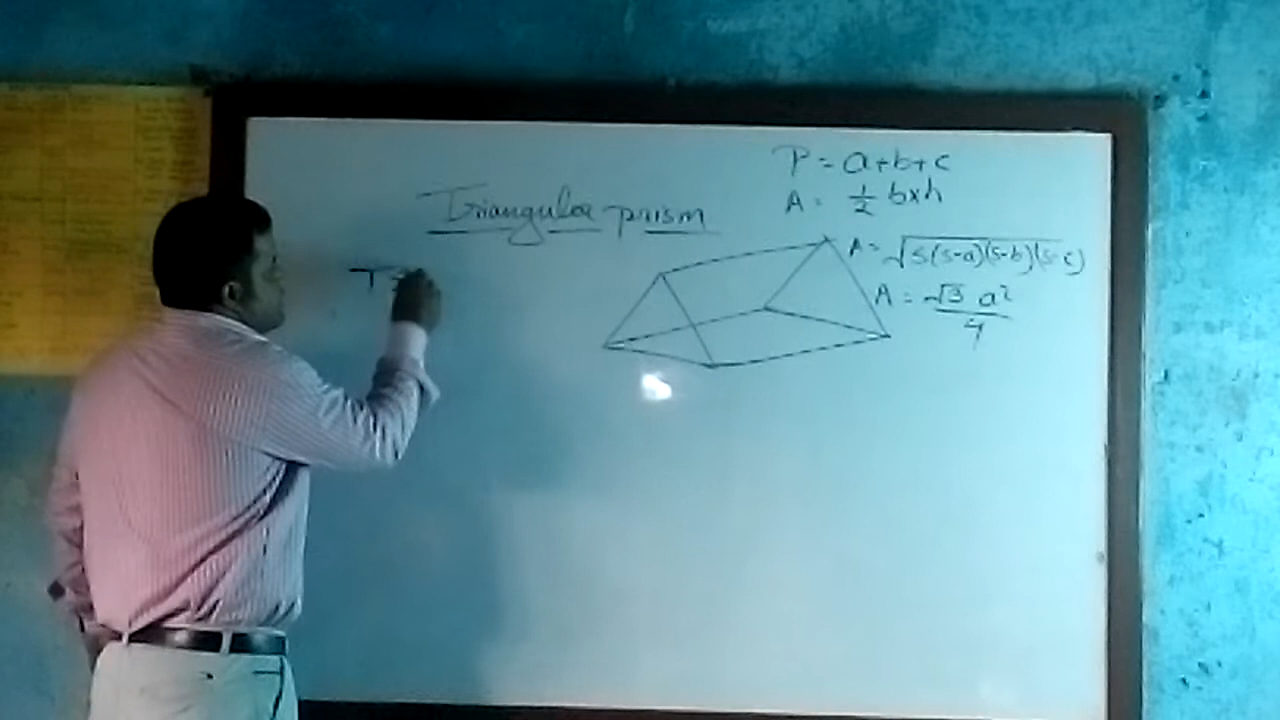 P = a+b+c
A = 1/2 b×h
Triangular prism
A = √s(s-a)(s-b)(s-c)
T
A = √3 a²/4